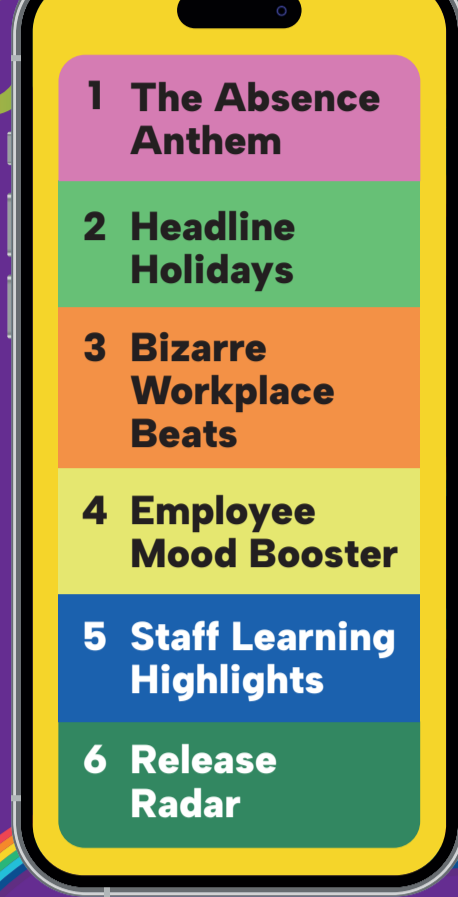 1 The Absence
Anthem
2 Headline
Holidays
3 Bizarre
Workplace
Beats
4 Employee
Mood Booster
5 Staff Learning
Highlights
6 Release
Radar